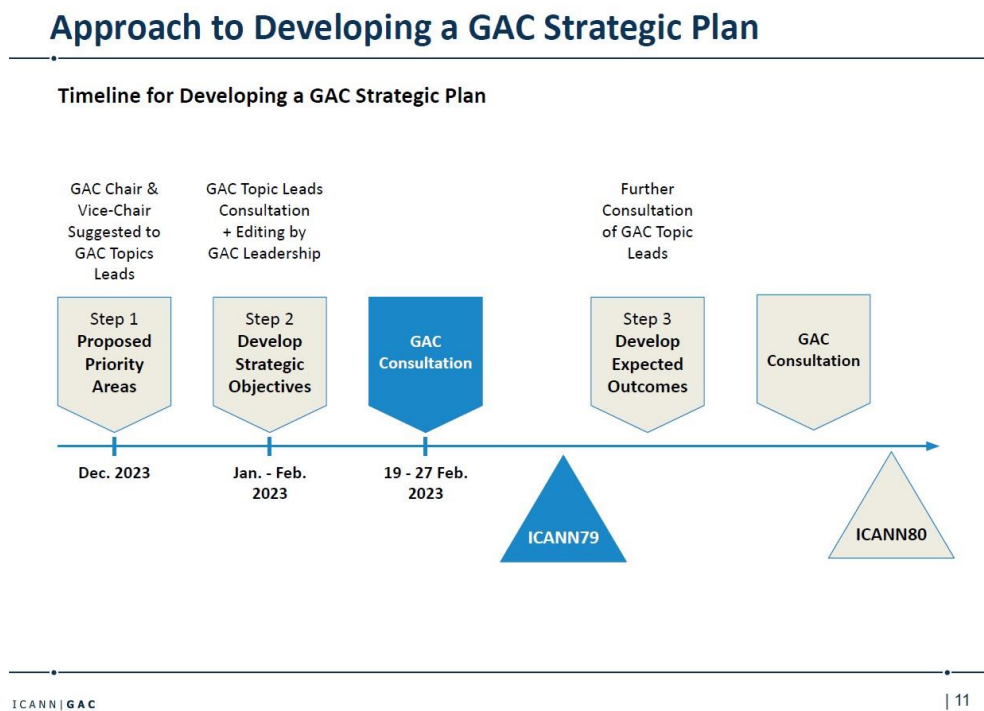 Approach to Developing a GAC Strategic Plan
Timeline for Developing a GAC Strategic Plan
GAC Chair &
Vice-Chair
Suggested to
GAC Topics
Leads
GAC Topic Leads
Consultation
+ Editing by
GAC Leadership
Further
Consultation
of GAC Topic
Leads
Step 1
Proposed
Priority
Areas
Step 2
Develop
Strategic
Objectives
GAC
Consultation
Step 3
Develop
Expected
Outcomes
GAC
Consultation
Dec. 2023
Jan. - Feb.
2023
19 - 27 Feb.
2023
ICANN79
ICANN80
ICANN|GAC
| 11